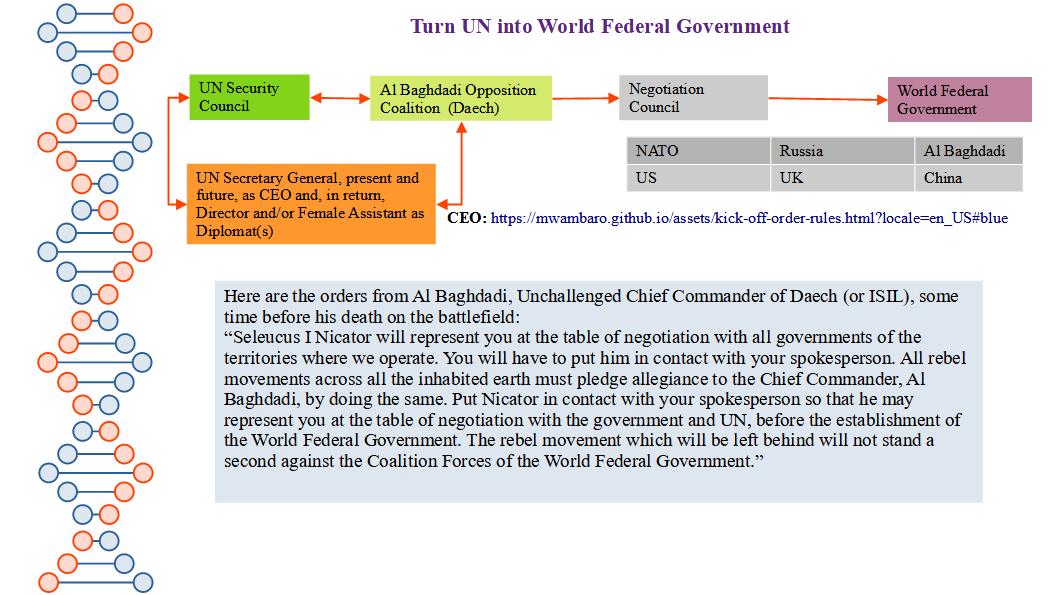 Turn UN into World Federal Government
UN Security
Council
Al Baghdadi Opposition
Coalition (Daech)
Negotiation
Council
World Federal
Government
NATO Russia Al Baghdadi
US UK China
UN Secretary General, present and
future, as CEO and, in return,
Director and/or Female Assistant as
Diplomat(s)
CEO: https://mwambaro.github.io/assets/kick-off-order-rules.html?locale=en_US#blue
Here are the orders from Al Baghdadi, Unchallenged Chief Commander of Daech (or ISIL), some
time before his death on the battlefield:
“Seleucus I Nicator will represent you at the table of negotiation with all governments of the
territories where we operate. You will have to put him in contact with your spokesperson. All rebel
movements across all the inhabited earth must pledge allegiance to the Chief Commander, Al
Baghdadi, by doing the same. Put Nicator in contact with your spokesperson so that he may
represent you at the table of negotiation with the government and UN, before the establishment of
the World Federal Government. The rebel movement which will be left behind will not stand a
second against the Coalition Forces of the World Federal Government.”